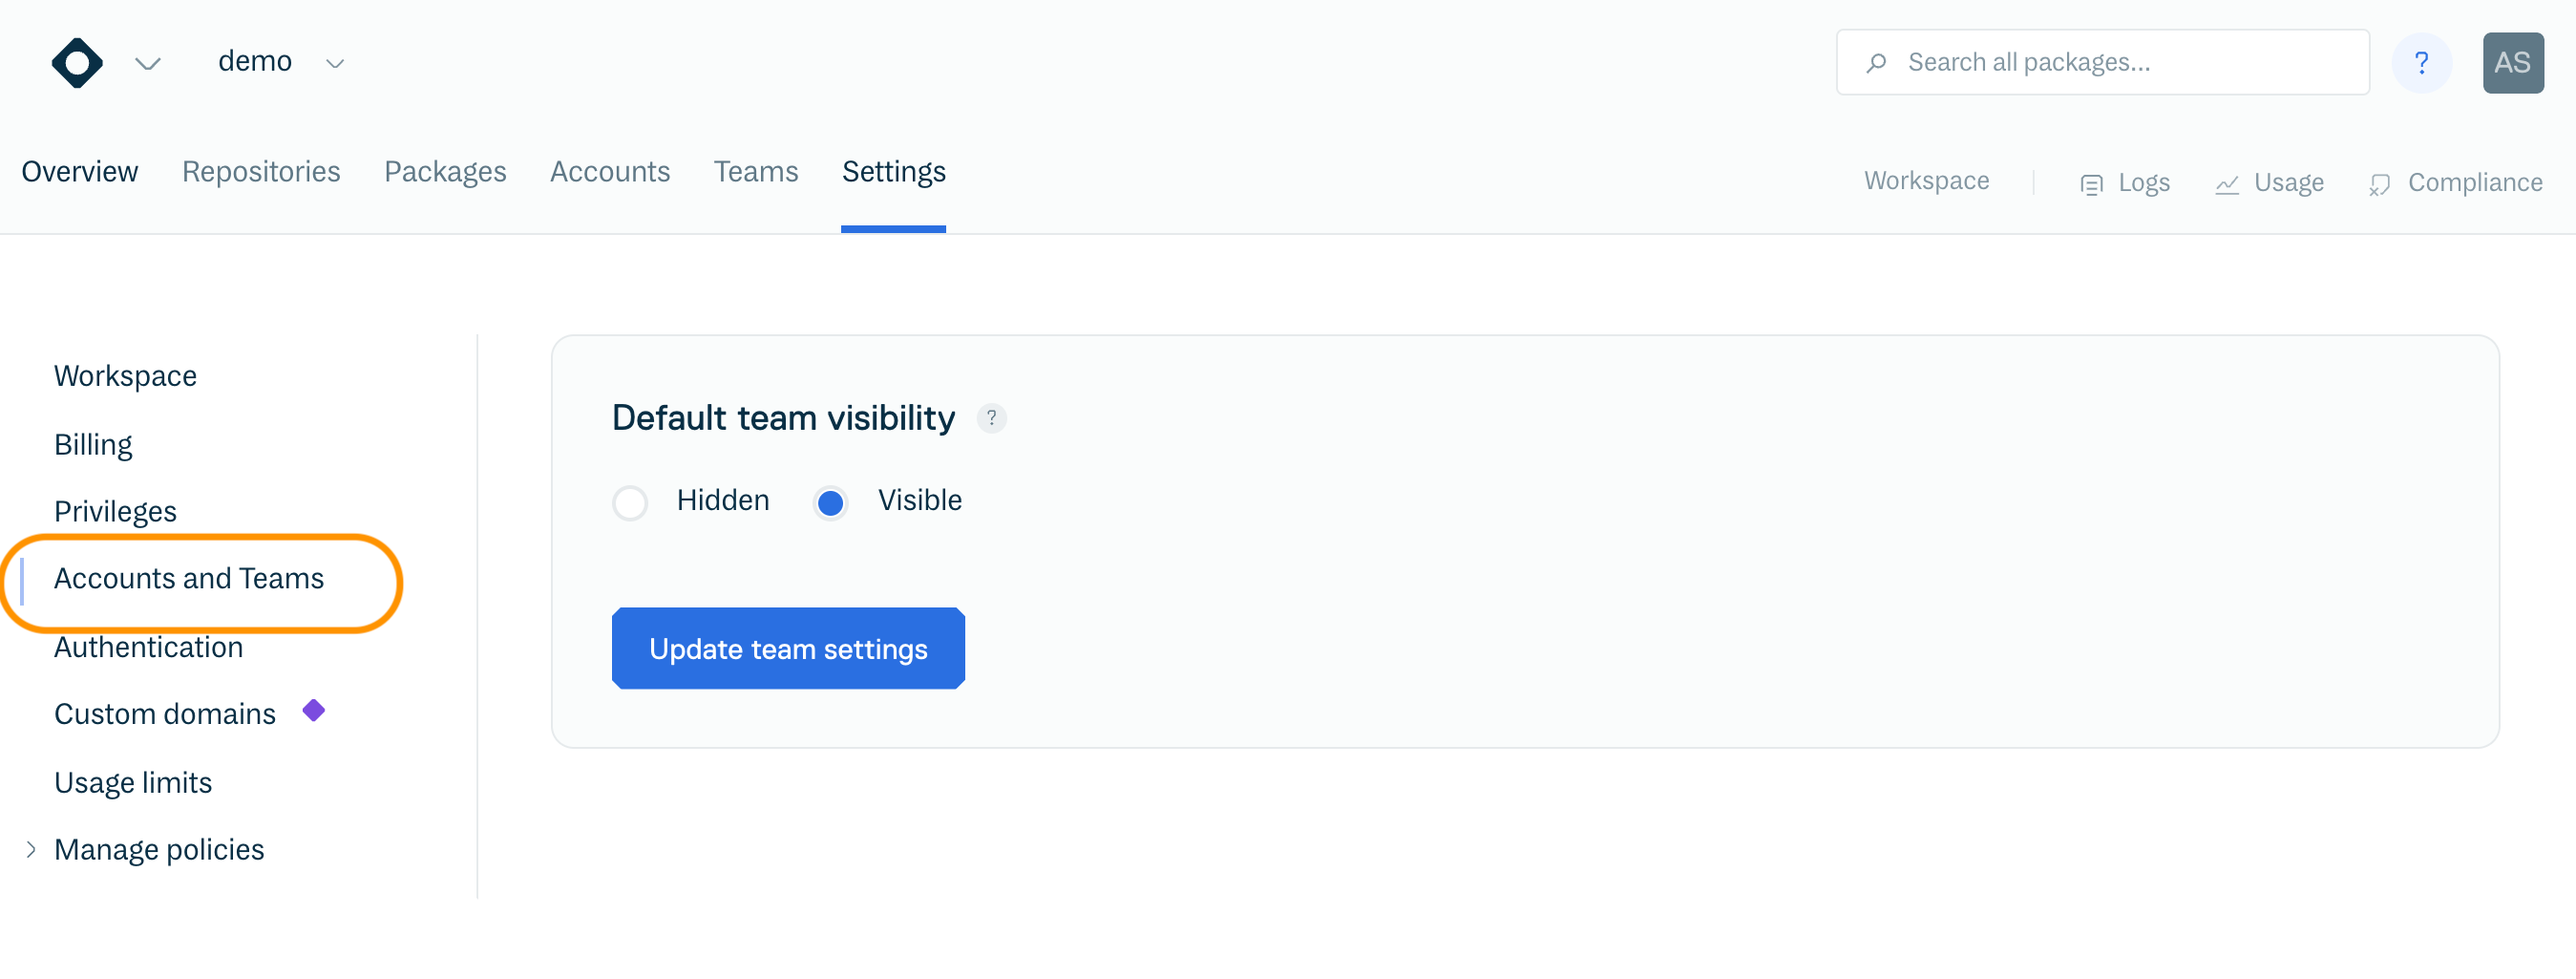 demo
Search all packages...
?
AS
Overview Repositories Packages Accounts Teams Settings
Workspace Logs Usage Compliance
Workspace
Billing
Privileges
Accounts and Teams
Authentication
Custom domains
Usage limits
Manage policies
Default team visibility ?
Hidden Visible
Update team settings